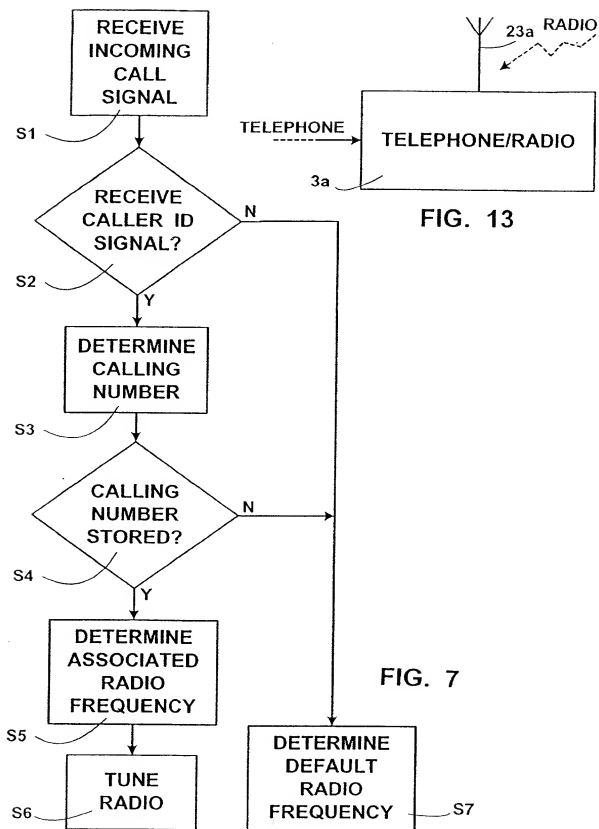 RECEIVE
INCOMING
CALL
SIGNAL
S1
RECEIVE
CALLER ID
SIGNAL?
S2
N
Y
DETERMINE
CALLING
NUMBER
S3
CALLING
NUMBER
STORED?
S4
N
Y
DETERMINE
ASSOCIATED
RADIO
FREQUENCY
S5
TUNE
RADIO
S6
DETERMINE
DEFAULT
RADIO
FREQUENCY
S7
FIG. 7
23a
RADIO
TELEPHONE
TELEPHONE/RADIO
3a
FIG. 13